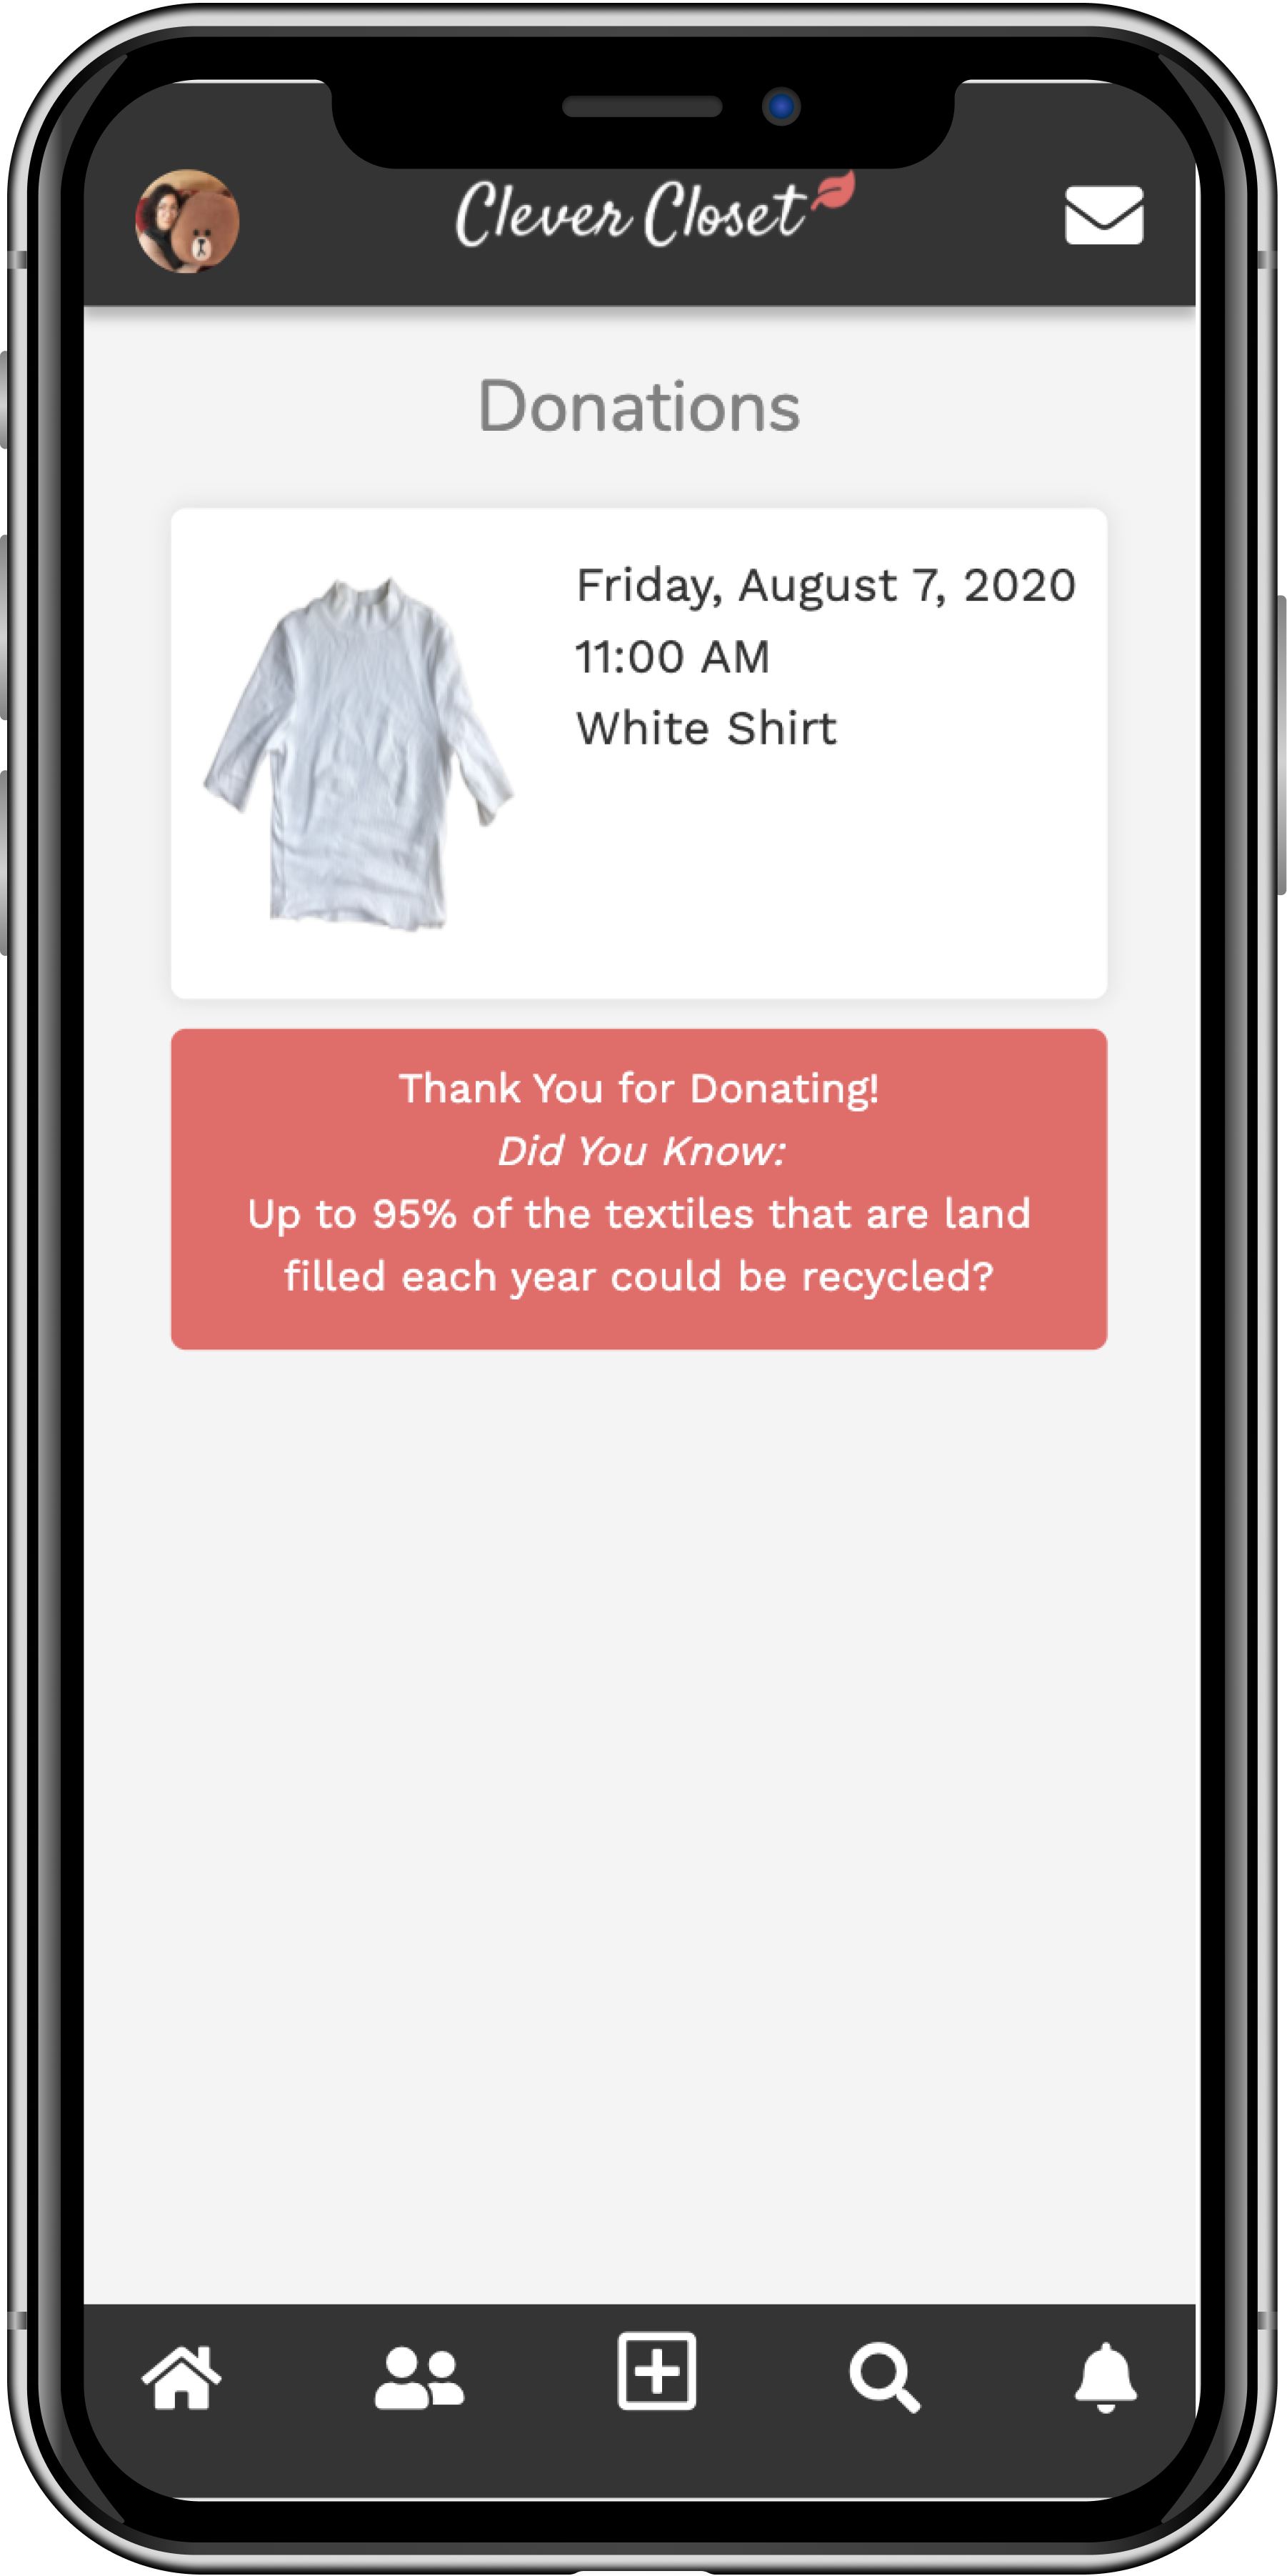 Clever Closet
Donations
Friday, August 7, 2020
11:00 AM
White Shirt
Thank You for Donating!
Did You Know:
Up to 95% of the textiles that are land
filled each year could be recycled?